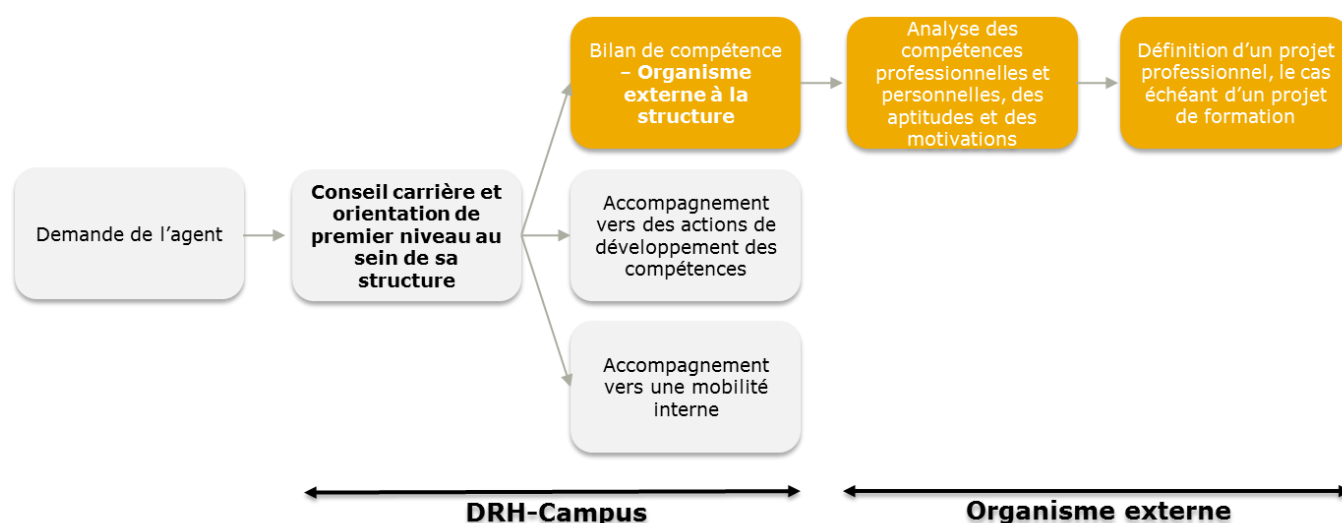 Demande de l’agent
Conseil carrière et
orientation de
premier niveau au
sein de sa
structure
Bilan de compétence
– Organisme
externe à la
structure
Accompagnement
vers des actions de
développement des
compétences
Accompagnement
vers une mobilité
interne
Analyse des
compétences
professionnelles et
personnelles, des
aptitudes et des
motivations
Définition d’un projet
professionnel, le cas
échéant d’un projet
de formation
DRH-Campus
Organisme externe